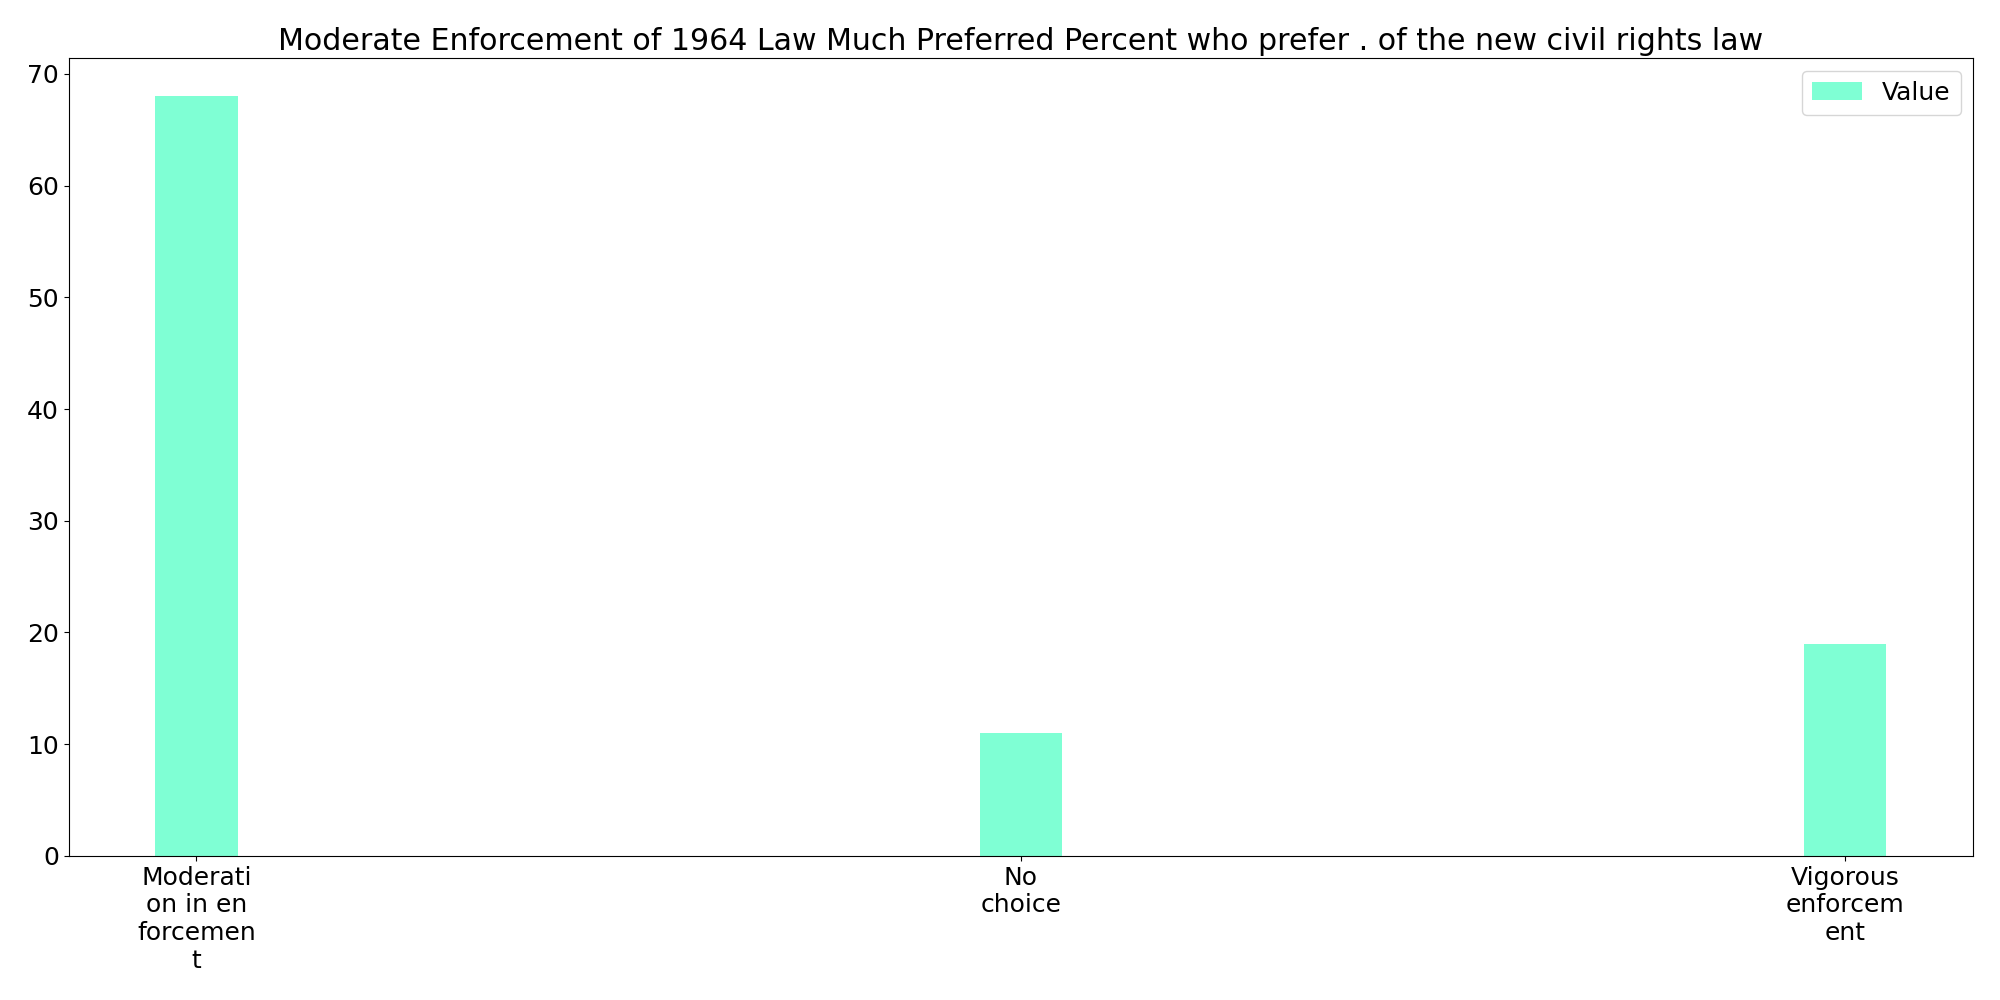 Moderate Enforcement of 1964 Law Much Preferred Percent who prefer . of the new civil rights law
Value
70
60
50
40
30
20
10
0
Moderati
on in en
forcemen
t
No
choice
Vigorous
enforcem
ent